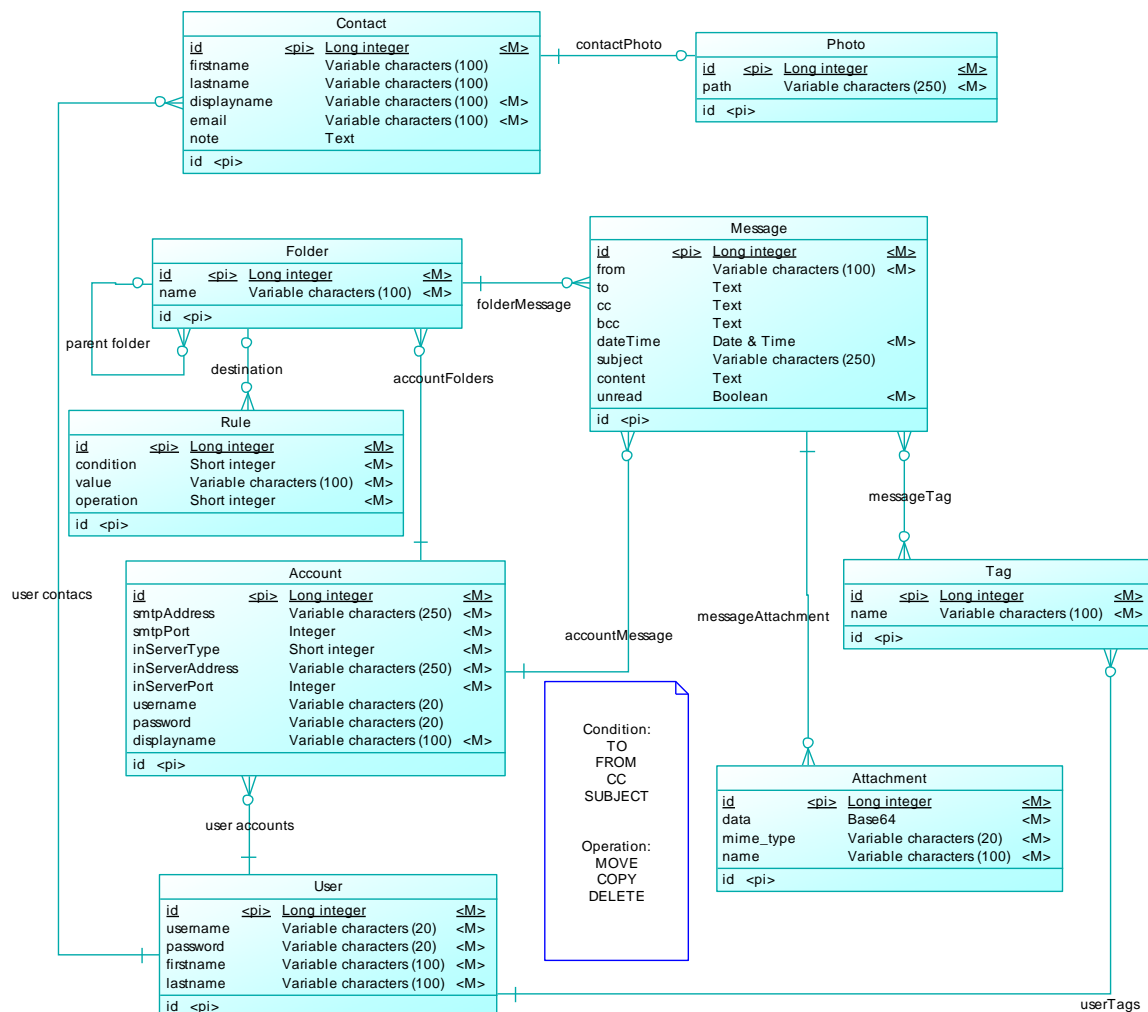 Contact
id <pi> Long integer <M>
firstname Variable characters (100)
lastname Variable characters (100)
displayname Variable characters (100) <M>
email Variable characters (100) <M>
note Text
id <pi>
contactPhoto
Photo
id <pi> Long integer <M>
path Variable characters (250) <M>
id <pi>
Folder
id <pi> Long integer <M>
name Variable characters (100) <M>
id <pi>
parent folder
destination
accountFolders
folderMessage
Message
id <pi> Long integer <M>
from Variable characters (100) <M>
to Text
cc Text
bcc Text
dateTime Date & Time <M>
subject Variable characters (250)
content Text
unread Boolean <M>
id <pi>
Rule
id <pi> Long integer <M>
condition Short integer <M>
value Variable characters (100) <M>
operation Short integer <M>
id <pi>
messageTag
Account
id <pi> Long integer <M>
smtpAddress Variable characters (250) <M>
smtpPort Integer <M>
inServerType Short integer <M>
inServerAddress Variable characters (250) <M>
inServerPort Integer <M>
username Variable characters (20)
password Variable characters (20)
displayname Variable characters (100) <M>
id <pi>
user contacs
accountMessage
messageAttachment
Tag
id <pi> Long integer <M>
name Variable characters (100) <M>
id <pi>
Condition:
TO
FROM
CC
SUBJECT
Operation:
MOVE
COPY
DELETE
Attachment
id <pi> Long integer <M>
data Base64 <M>
mime_type Variable characters (20) <M>
name Variable characters (100) <M>
id <pi>
user accounts
User
id <pi> Long integer <M>
username Variable characters (20) <M>
password Variable characters (20) <M>
firstname Variable characters (100) <M>
lastname Variable characters (100) <M>
id <pi>
userTags